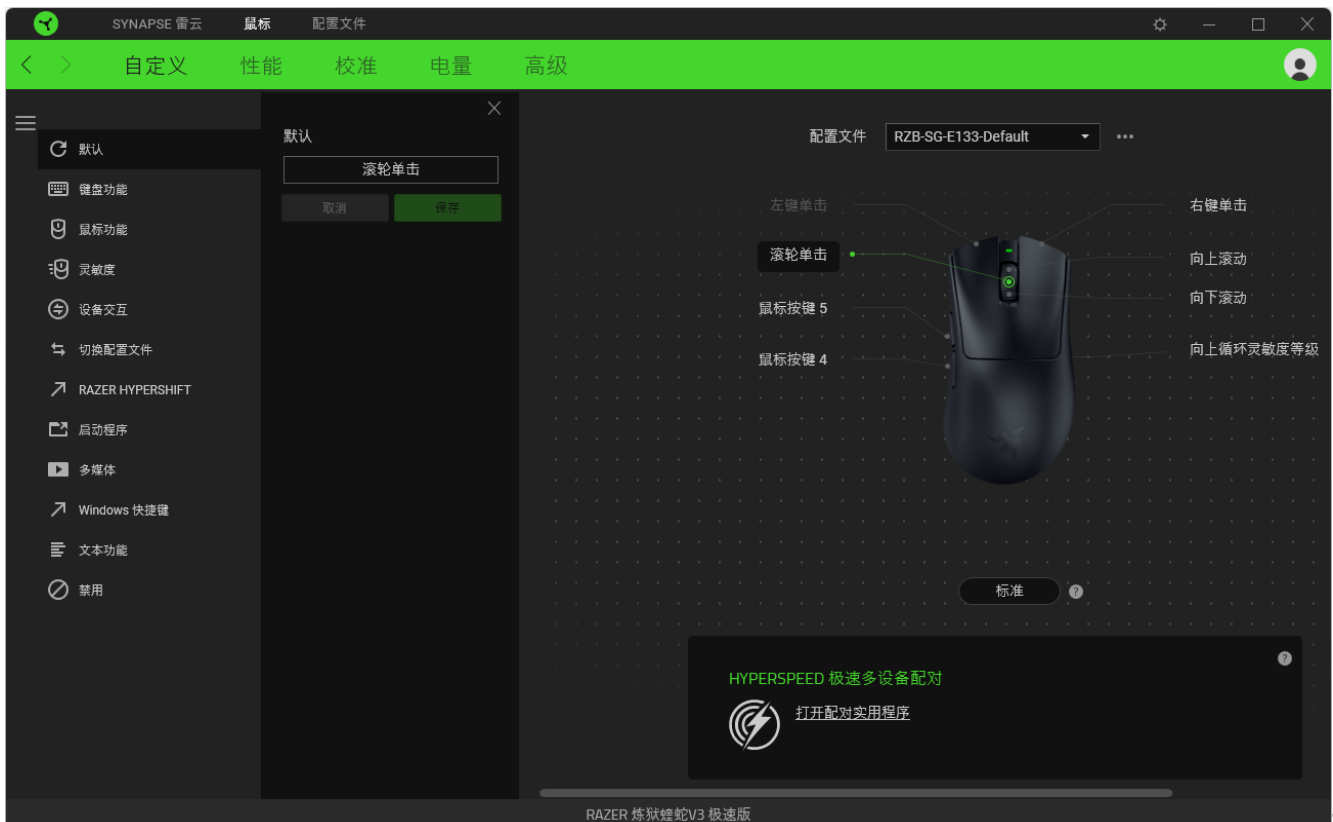 SYNAPSE 雷云 鼠标 配置文件
自定义 性能 校准 电量 高级
默认
键盘功能
鼠标功能
灵敏度
设备交互
切换配置文件
RAZER HYPERSHIFT
启动程序
多媒体
Windows 快捷键
文本功能
禁用
默认
滚轮单击
取消 保存
配置文件 RZB-SG-E133-Default
左键单击 右键单击
滚轮单击 向上滚动
鼠标按键 5 向下滚动
鼠标按键 4 向上循环灵敏度等级
标准 ?
?
HYPERSPEED 极速多设备配对
打开配对实用程序
RAZER 炼狱蝰蛇V3 极速版